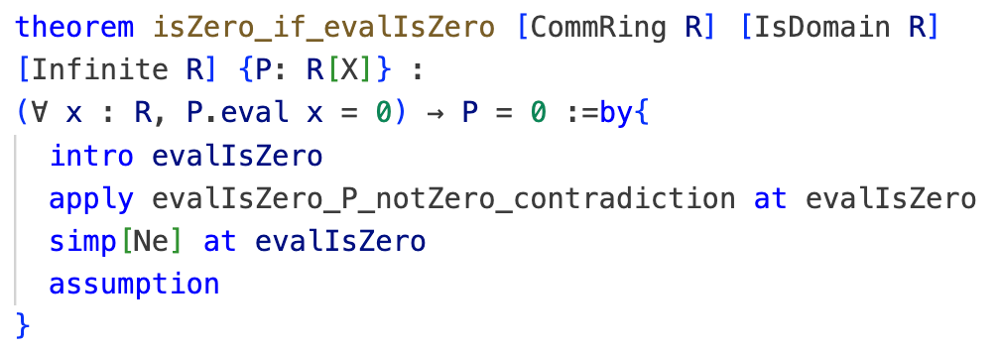 theorem isZero_if_evalIsZero [CommRing R] [IsDomain R]
[Infinite R] {P: R[X]} :
(∀ x : R, P.eval x = 0) → P = 0 :=by{
  intro evalIsZero
  apply evalIsZero_P_notZero_contradiction at evalIsZero
  simp[Ne] at evalIsZero
  assumption
}